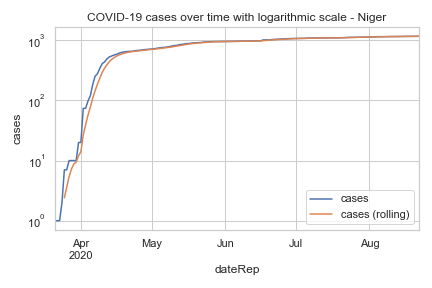 COVID-19 cases over time with logarithmic scale - Niger
cases
10³
10²
10¹
10⁰
Apr
2020
May
Jun
Jul
Aug
dateRep
cases
cases (rolling)